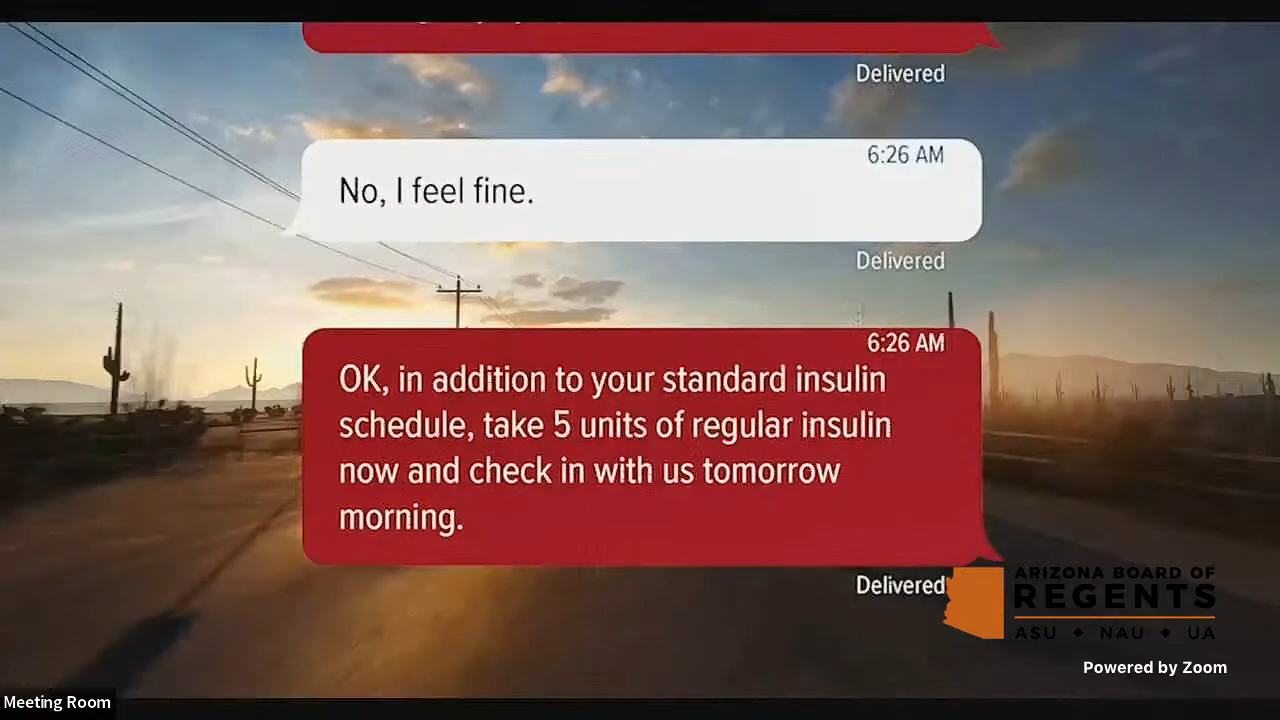 Delivered
6:26 AM
No, I feel fine.
Delivered
6:26 AM
OK, in addition to your standard insulin
schedule, take 5 units of regular insulin
now and check in with us tomorrow
morning.
Delivered
ARIZONA BOARD OF
REGENTS
ASU ◆ NAU ◆ UA
Powered by Zoom
Meeting Room